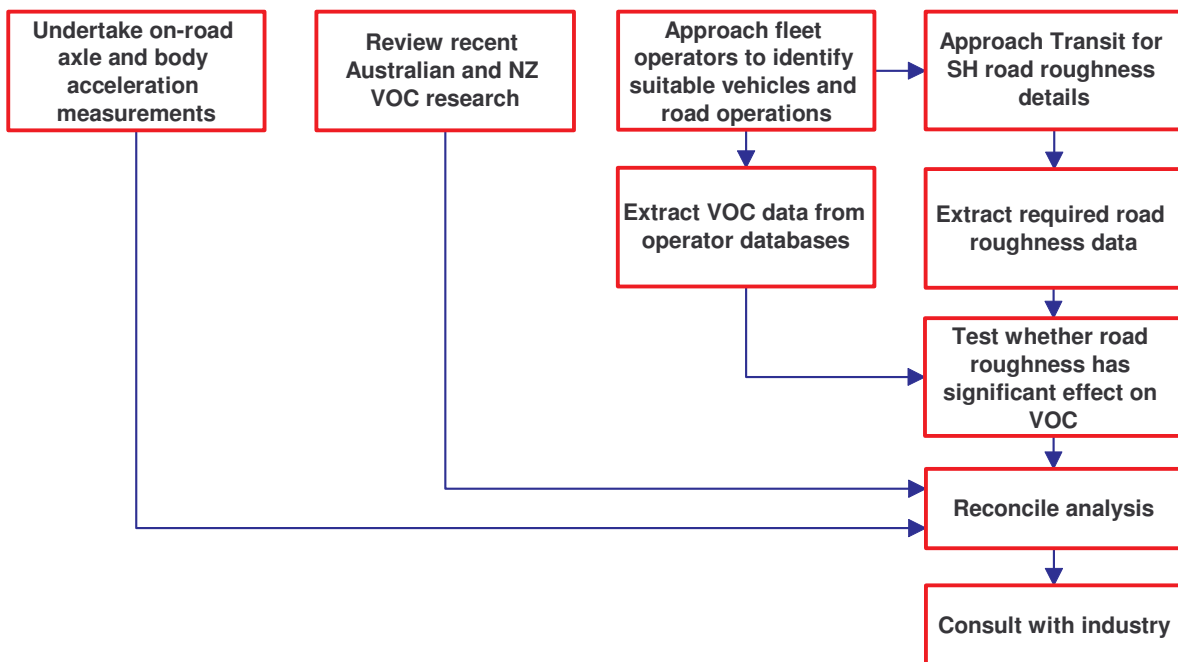 Undertake on-road
axle and body
acceleration
measurements
Review recent
Australian and NZ
VOC research
Approach fleet
operators to identify
suitable vehicles and
road operations
Approach Transit for
SH road roughness
details
Extract VOC data from
operator databases
Extract required road
roughness data
Test whether road
roughness has
significant effect on
VOC
Reconcile analysis
Consult with industry